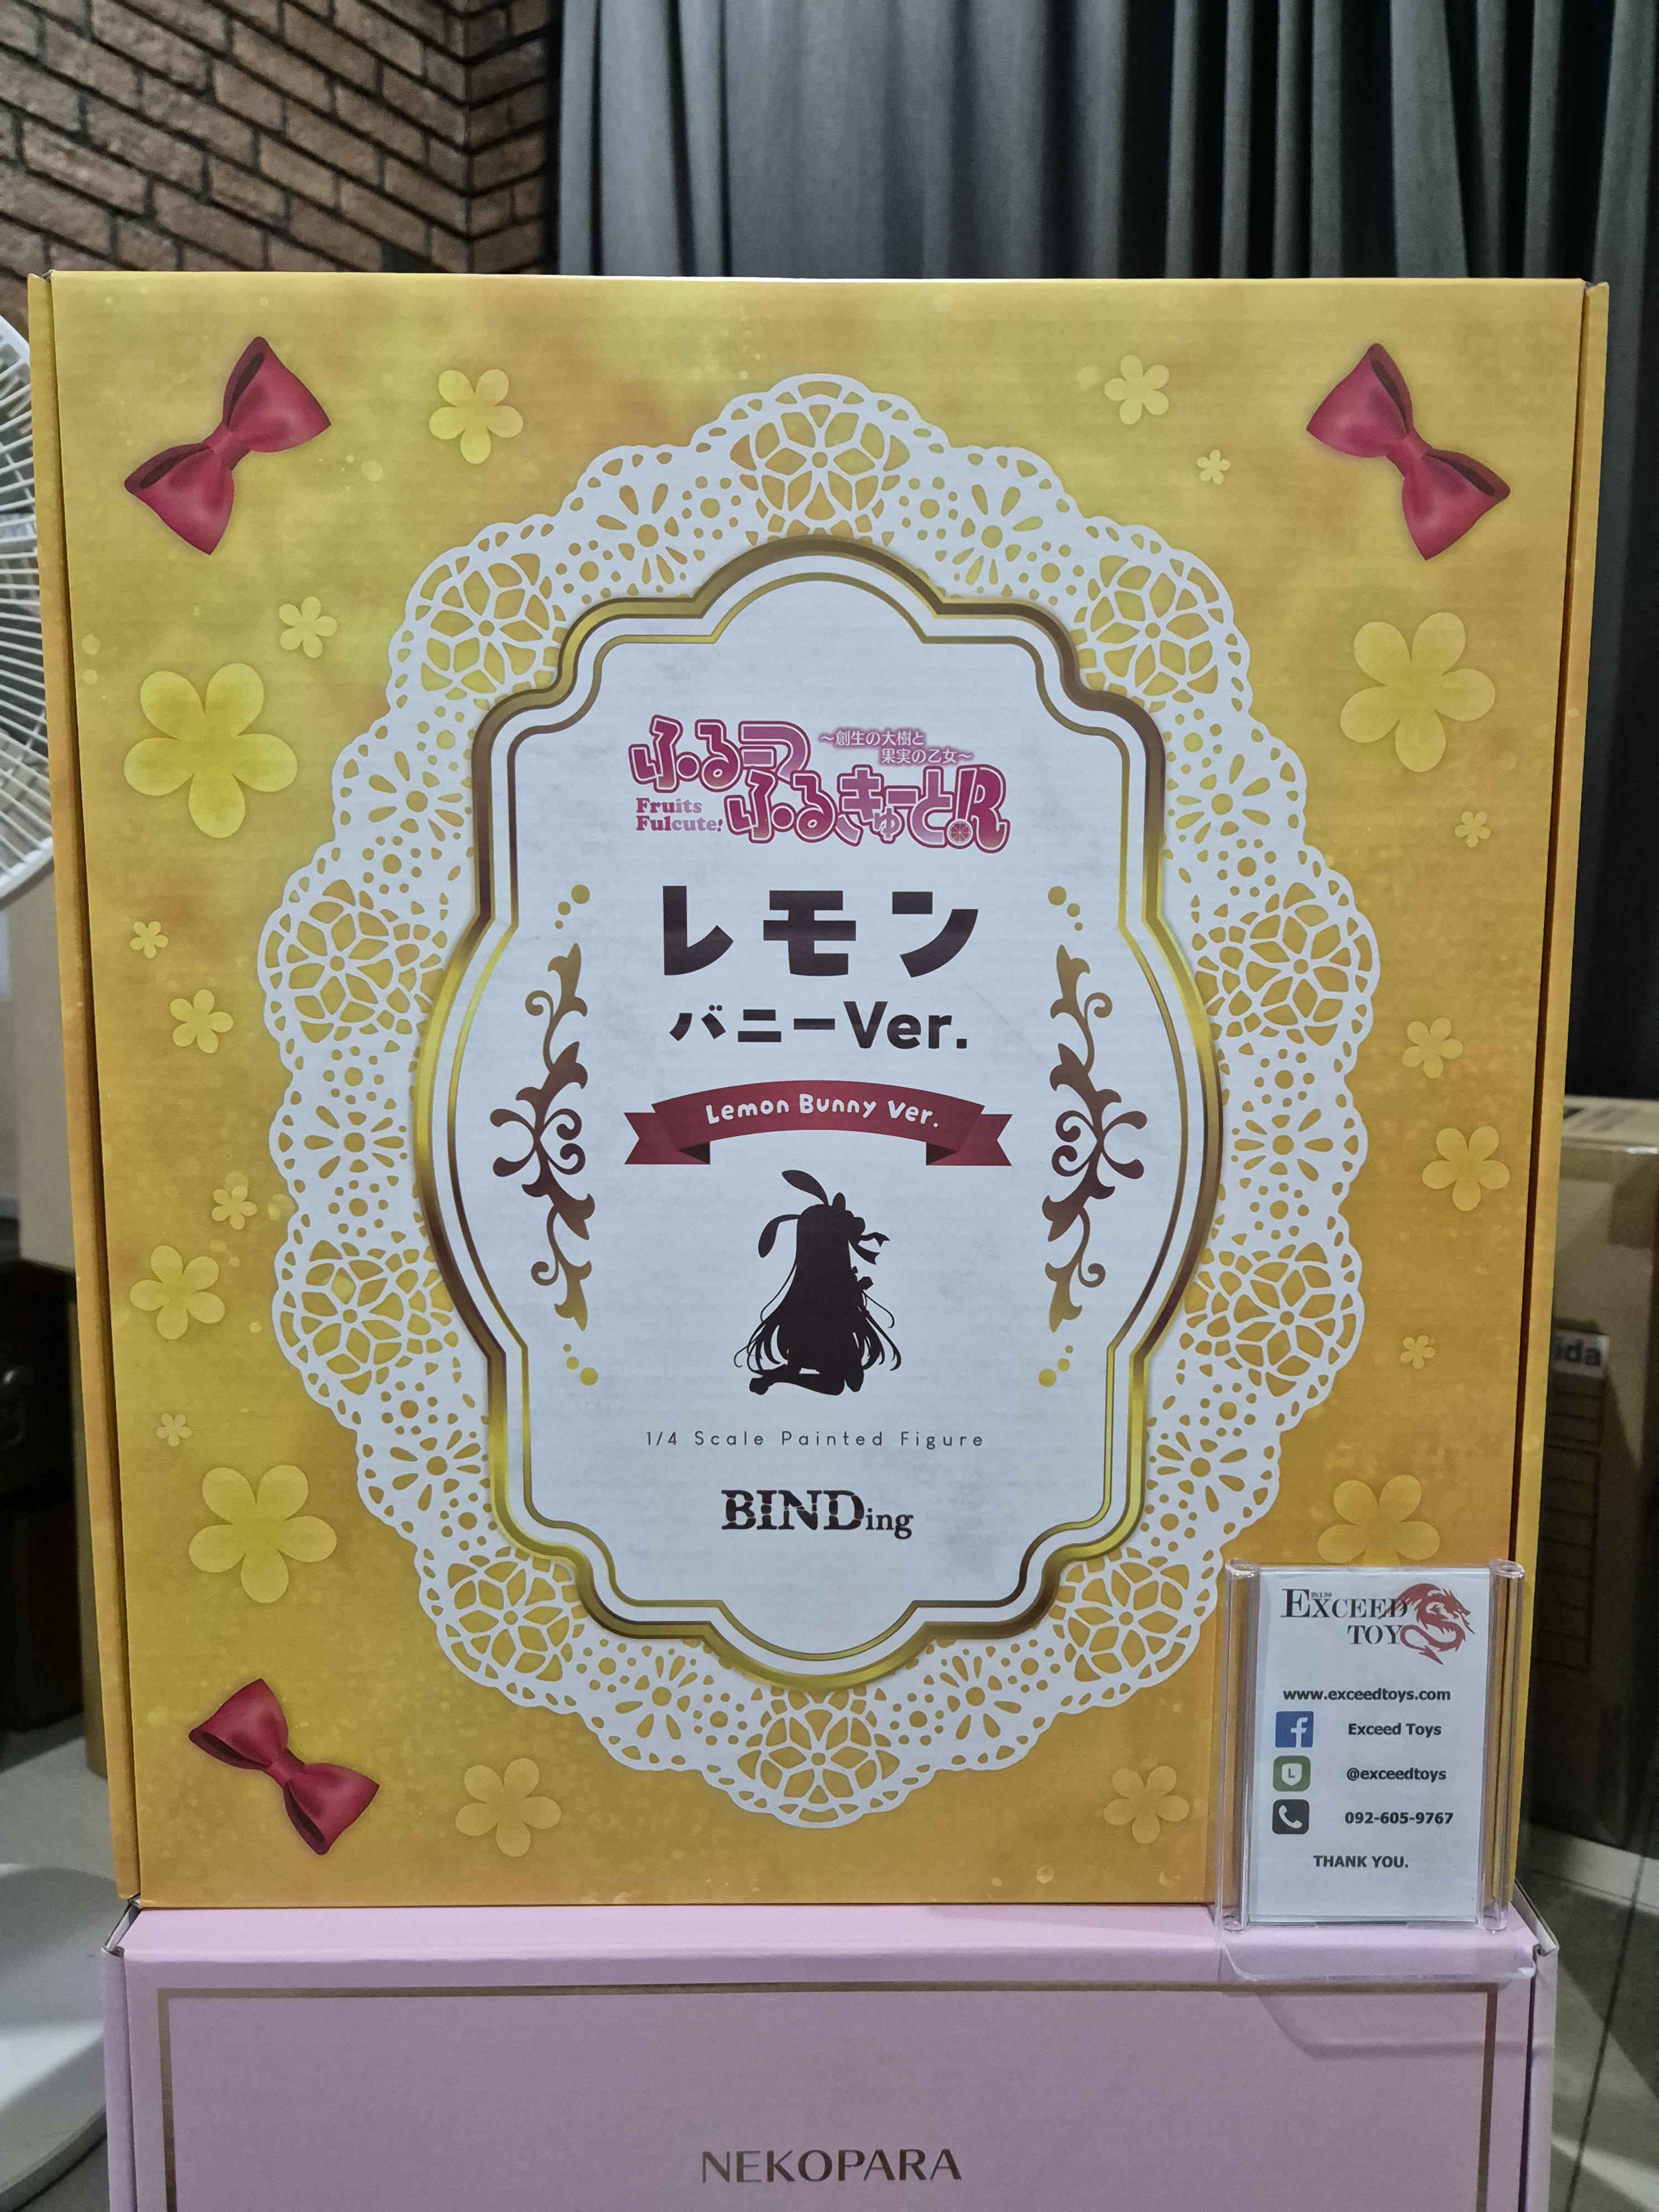 ふるーつふるきゅーと!R
～創生の大樹と
果実の乙女～
Fruits
Fulcute!
レモン
バニーVer.
Lemon Bunny Ver.
1/4 Scale Painted Figure
BINDing
EXCEED
TOY
www.exceedtoys.com
Exceed Toys
@exceedtoys
092-605-9767
THANK YOU.
NEKOPARA